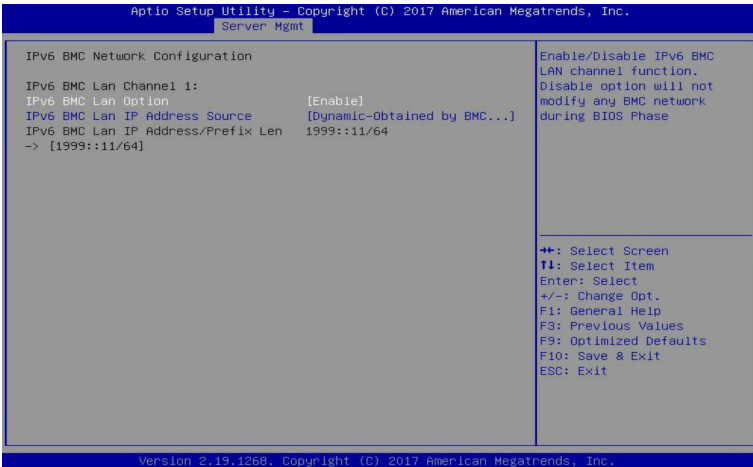 Aptio Setup Utility – Copyright (C) 2017 American Megatrends, Inc.
Server Mgmt
IPv6 BMC Network Configuration
IPv6 BMC Lan Channel 1:
IPv6 BMC Lan Option [Enable]
IPv6 BMC Lan IP Address Source [Dynamic-Obtained by BMC...]
IPv6 BMC Lan IP Address/Prefix Len 1999::11/64
-> [1999::11/64]
Enable/Disable IPv6 BMC
LAN channel function.
Disable option will not
modify any BMC network
during BIOS Phase
→←: Select Screen
↑↓: Select Item
Enter: Select
+/-: Change Opt.
F1: General Help
F3: Previous Values
F9: Optimized Defaults
F10: Save & Exit
ESC: Exit
Version 2.19.1268. Copyright (C) 2017 American Megatrends, Inc.